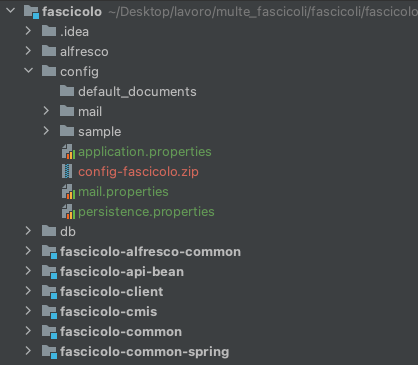 fascicolo ~/Desktop/lavoro/multe_fascicoli/fascicoli/fascicolo
.idea
alfresco
config
default_documents
mail
sample
application.properties
config-fascicolo.zip
mail.properties
persistence.properties
db
fascicolo-alfresco-common
fascicolo-api-bean
fascicolo-client
fascicolo-cmis
fascicolo-common
fascicolo-common-spring